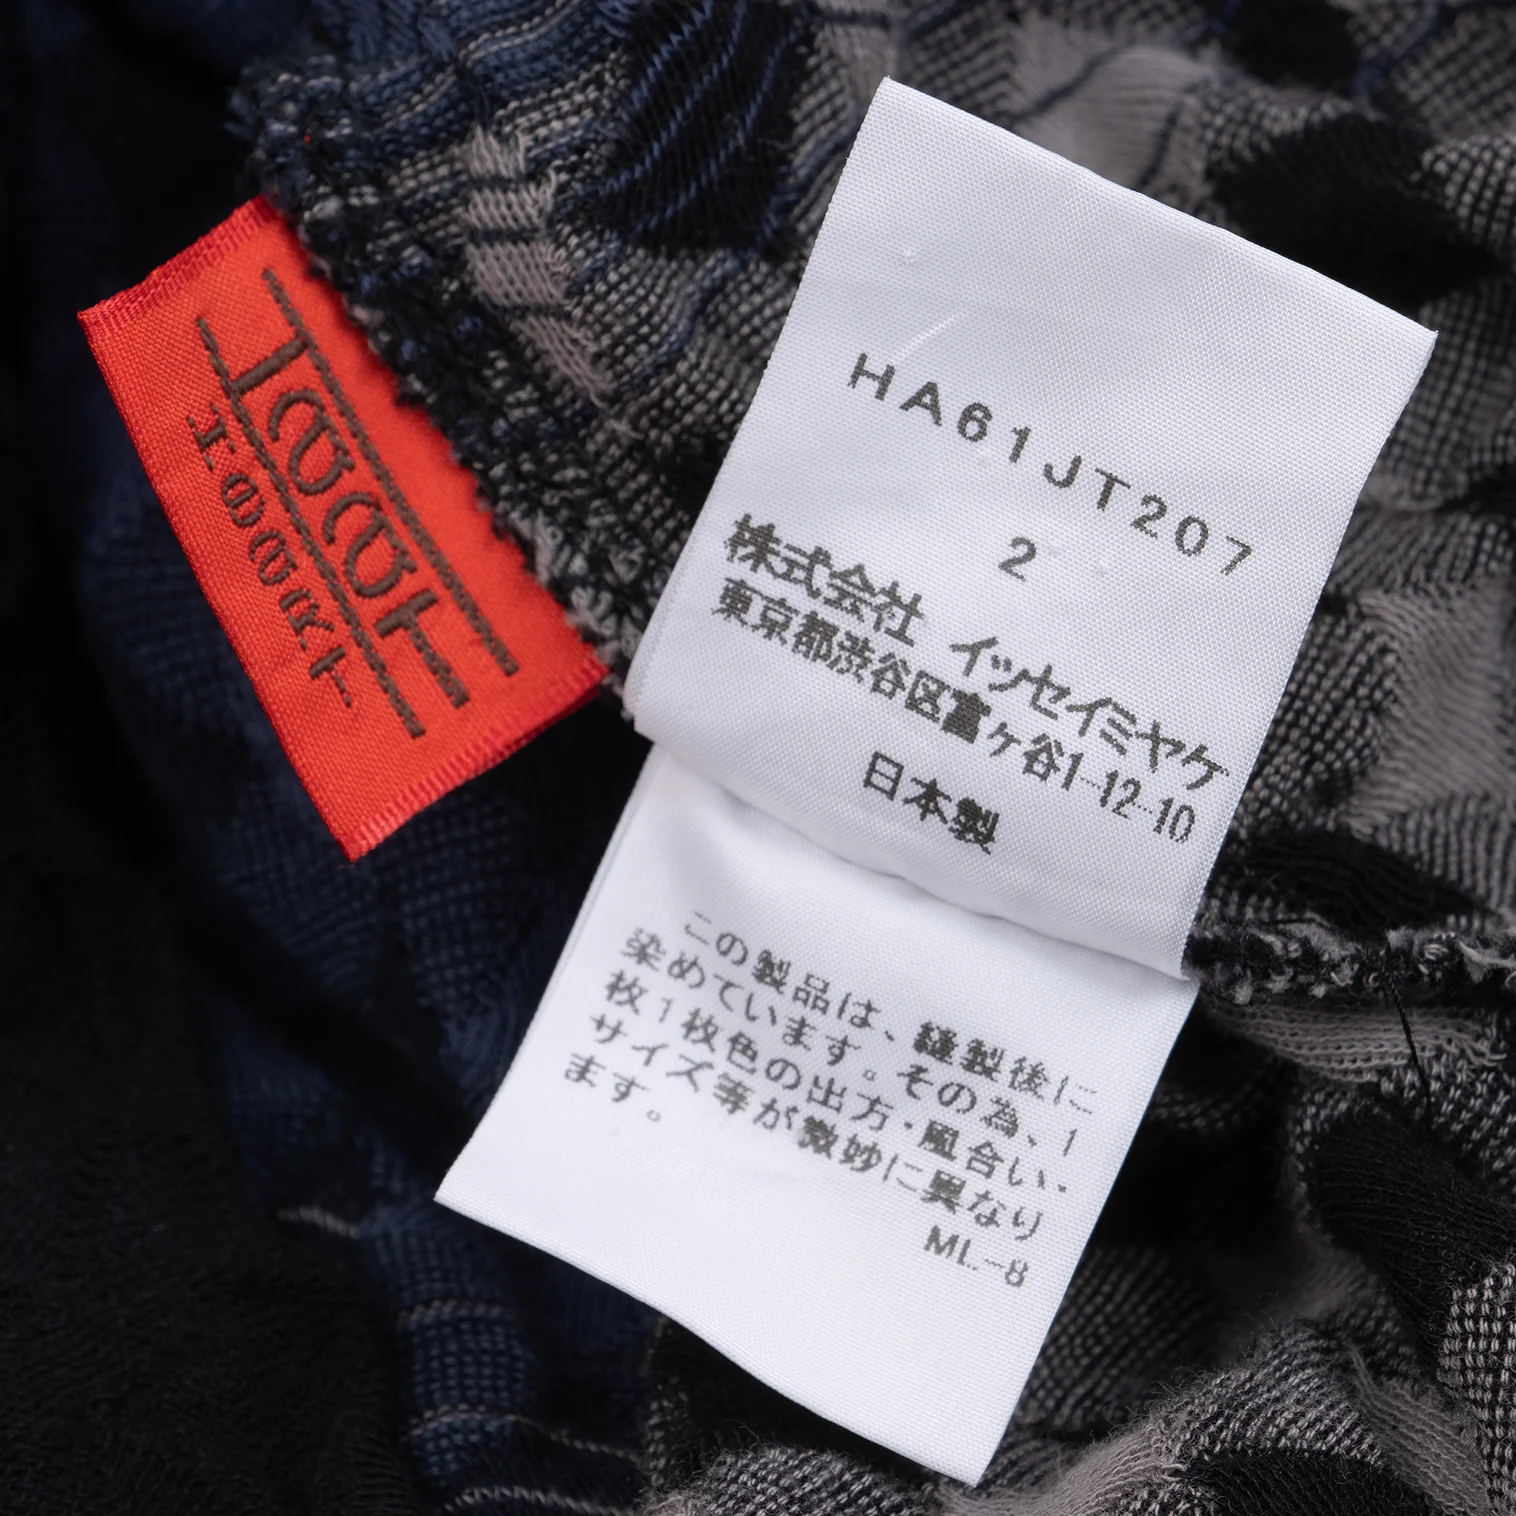 HA61JT207
2
株式会社 イッセイミヤケ
東京都渋谷区富ヶ谷1-12-10
日本製
この製品は、縫製後に
染めています。その為、1
枚1枚色の出方・風合い・
サイズ等が微妙に異なり
ます。
ML-8